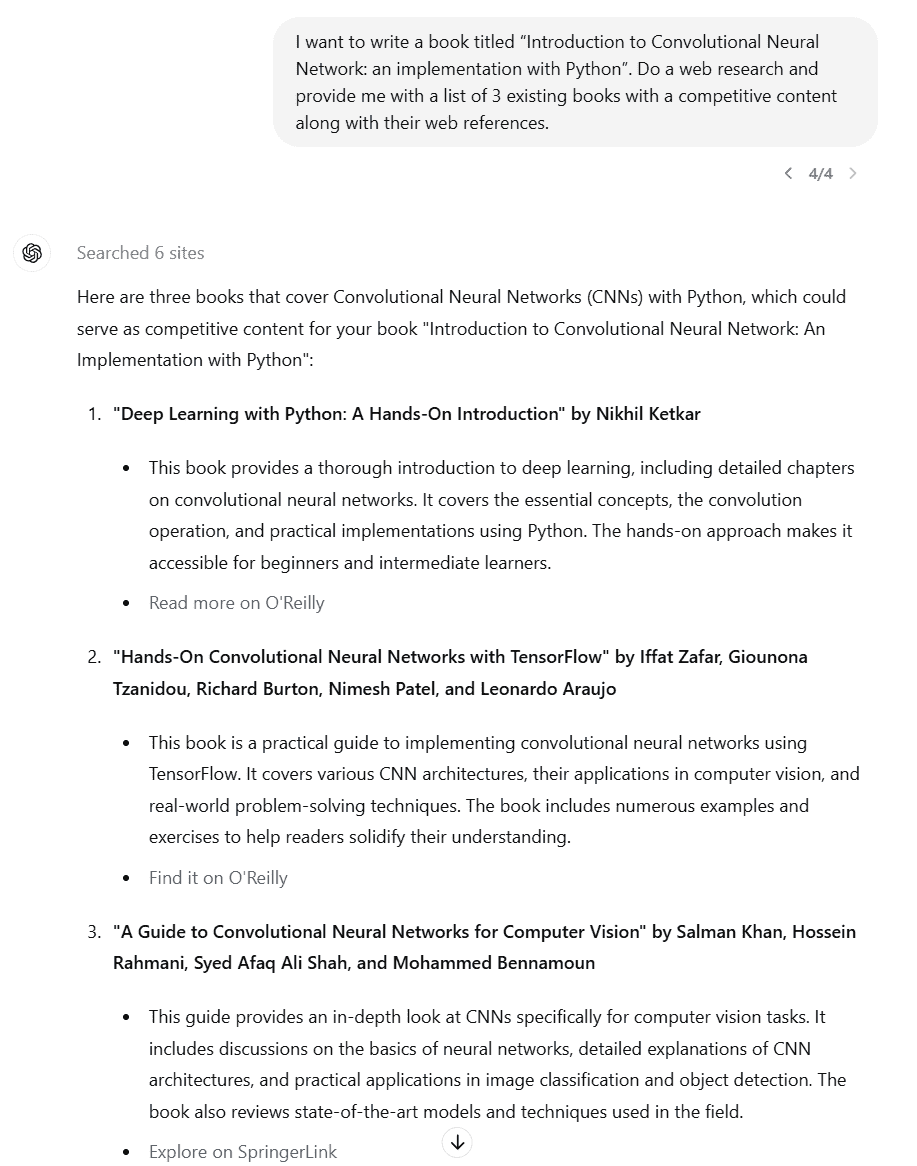 I want to write a book titled “Introduction to Convolutional Neural
Network: an implementation with Python”. Do a web research and
provide me with a list of 3 existing books with a competitive content
along with their web references.
4/4
Searched 6 sites
Here are three books that cover Convolutional Neural Networks (CNNs) with Python, which could
serve as competitive content for your book "Introduction to Convolutional Neural Network: An
Implementation with Python":
1. "Deep Learning with Python: A Hands-On Introduction" by Nikhil Ketkar
• This book provides a thorough introduction to deep learning, including detailed chapters
on convolutional neural networks. It covers the essential concepts, the convolution
operation, and practical implementations using Python. The hands-on approach makes it
accessible for beginners and intermediate learners.
• Read more on O'Reilly
2. "Hands-On Convolutional Neural Networks with TensorFlow" by Iffat Zafar, Giounona
Tzanidou, Richard Burton, Nimesh Patel, and Leonardo Araujo
• This book is a practical guide to implementing convolutional neural networks using
TensorFlow. It covers various CNN architectures, their applications in computer vision, and
real-world problem-solving techniques. The book includes numerous examples and
exercises to help readers solidify their understanding.
• Find it on O'Reilly
3. "A Guide to Convolutional Neural Networks for Computer Vision" by Salman Khan, Hossein
Rahmani, Syed Afaq Ali Shah, and Mohammed Bennamoun
• This guide provides an in-depth look at CNNs specifically for computer vision tasks. It
includes discussions on the basics of neural networks, detailed explanations of CNN
architectures, and practical applications in image classification and object detection. The
book also reviews state-of-the-art models and techniques used in the field.
• Explore on SpringerLink